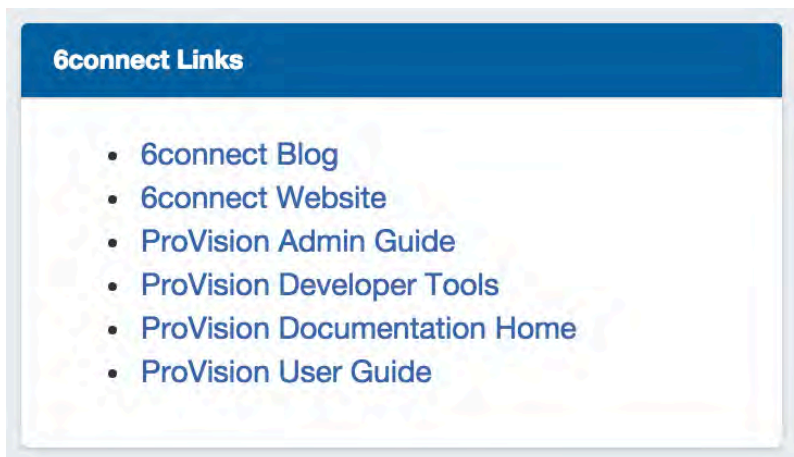 6connect Links
6connect Blog
6connect Website
ProVision Admin Guide
ProVision Developer Tools
ProVision Documentation Home
ProVision User Guide